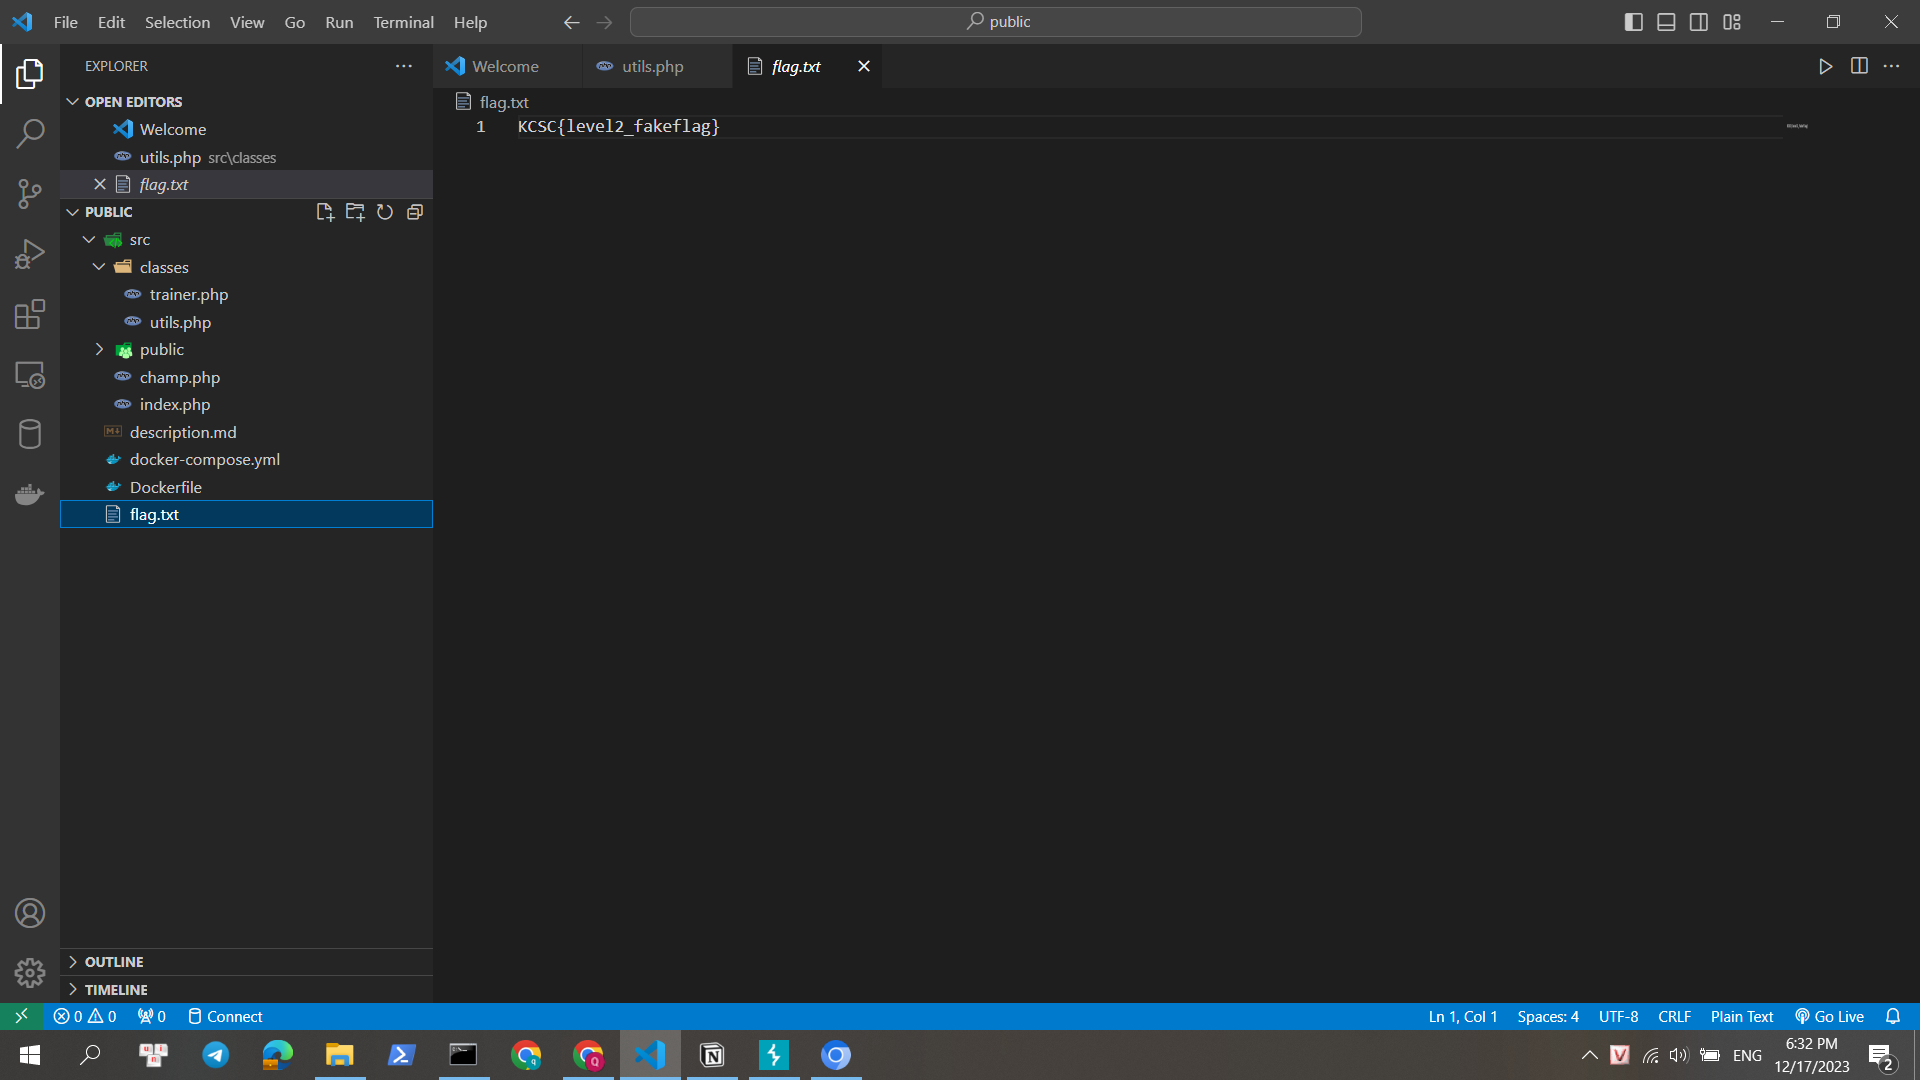 File Edit Selection View Go Run Terminal Help
public
EXPLORER
Welcome
utils.php
flag.txt
OPEN EDITORS
Welcome
utils.php src\classes
flag.txt
flag.txt
1 KCSC{level2_fakeflag}
PUBLIC
src
classes
trainer.php
utils.php
public
champ.php
index.php
description.md
docker-compose.yml
Dockerfile
flag.txt
OUTLINE
TIMELINE
0 0 0 Connect
Ln 1, Col 1 Spaces: 4 UTF-8 CRLF Plain Text Go Live
ENG
6:32 PM
12/17/2023
2